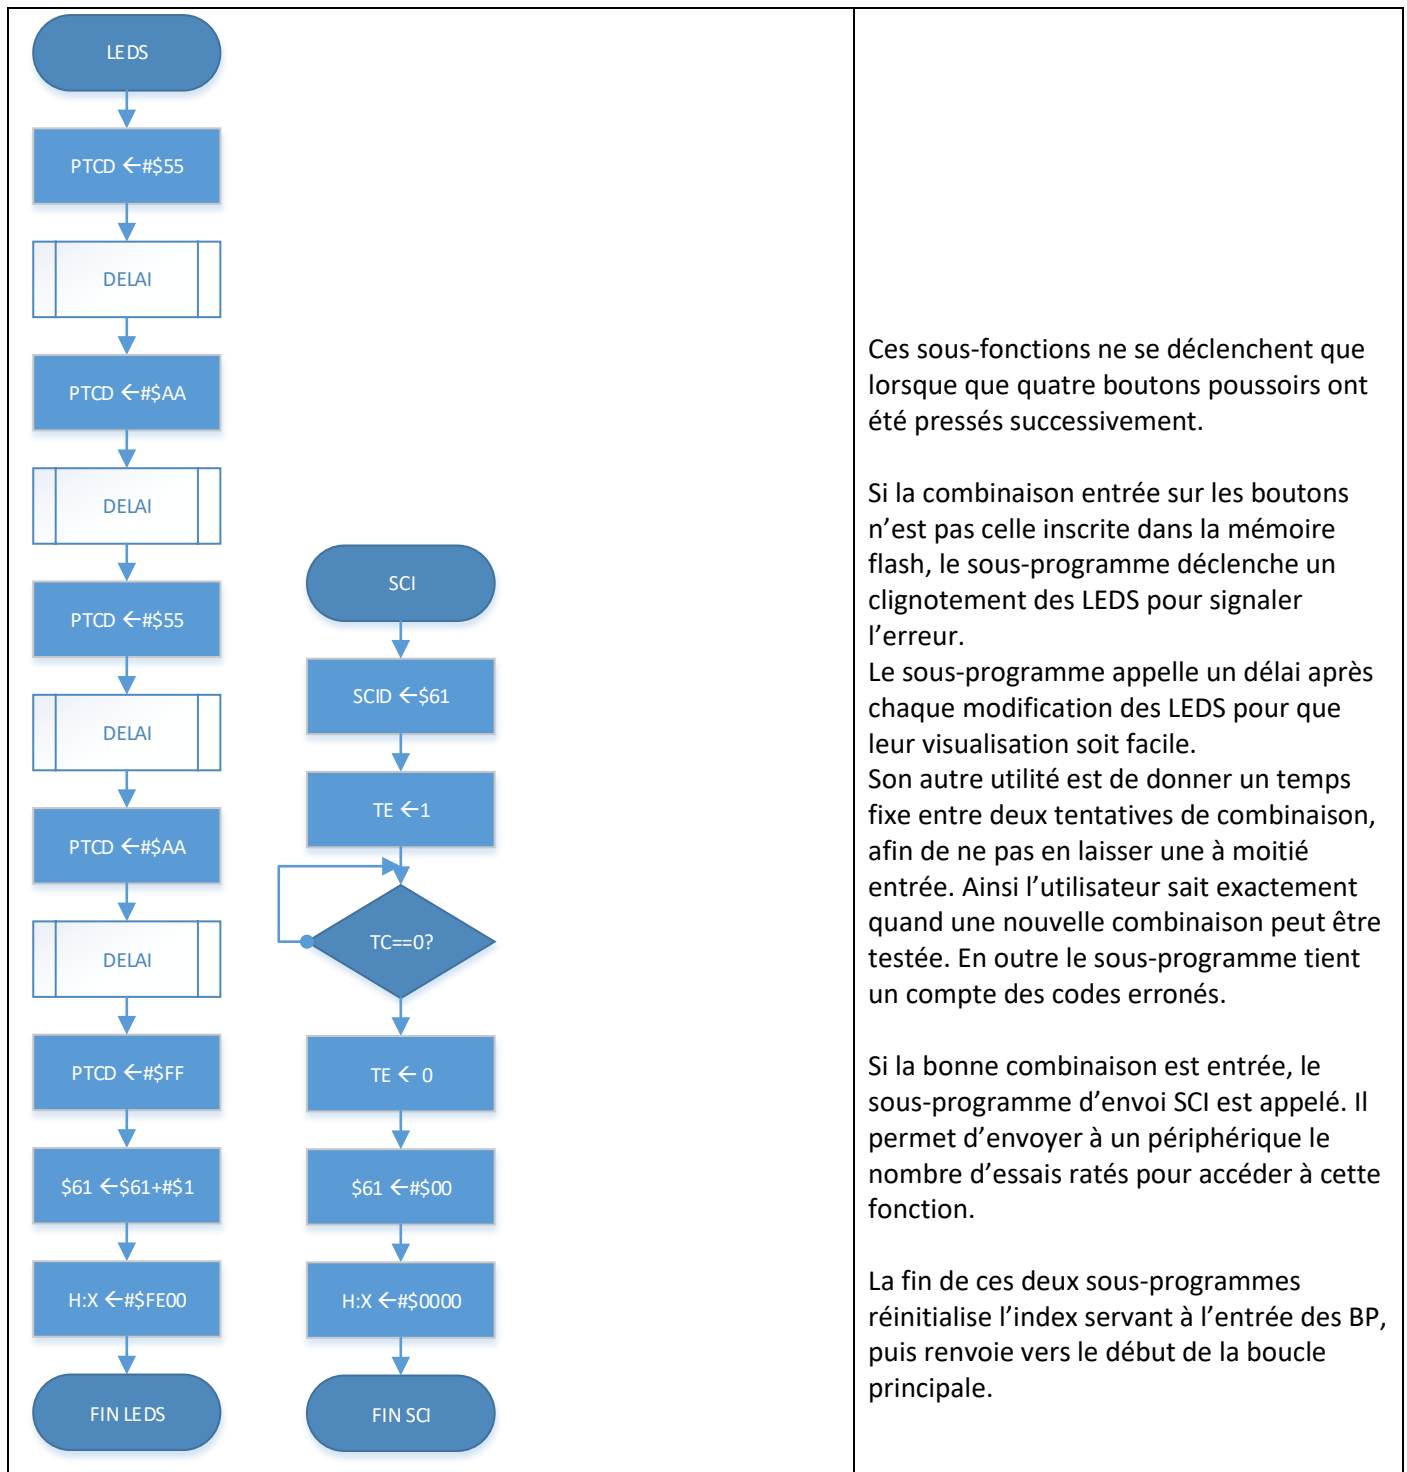 LEDS
PTCD ←#$55
DELAI
PTCD ←#$AA
DELAI
PTCD ←#$55
DELAI
PTCD ←#$AA
DELAI
PTCD ←#$FF
$61 ←$61+#$1
H:X ←#$FE00
FIN LEDS
SCI
SCID ←$61
TE ←1
TC==0?
TE ← 0
$61 ←#$00
H:X ←#$0000
FIN SCI
Ces sous-fonctions ne se déclenchent que
lorsque que quatre boutons poussoirs ont
été pressés successivement.
Si la combinaison entrée sur les boutons
n’est pas celle inscrite dans la mémoire
flash, le sous-programme déclenche un
clignotement des LEDS pour signaler
l’erreur.
Le sous-programme appelle un délai après
chaque modification des LEDS pour que
leur visualisation soit facile.
Son autre utilité est de donner un temps
fixe entre deux tentatives de combinaison,
afin de ne pas en laisser une à moitié
entrée. Ainsi l’utilisateur sait exactement
quand une nouvelle combinaison peut être
testée. En outre le sous-programme tient
un compte des codes erronés.
Si la bonne combinaison est entrée, le
sous-programme d’envoi SCI est appelé. Il
permet d’envoyer à un périphérique le
nombre d’essais ratés pour accéder à cette
fonction.
La fin de ces deux sous-programmes
réinitialise l’index servant à l’entrée des BP,
puis renvoie vers le début de la boucle
principale.